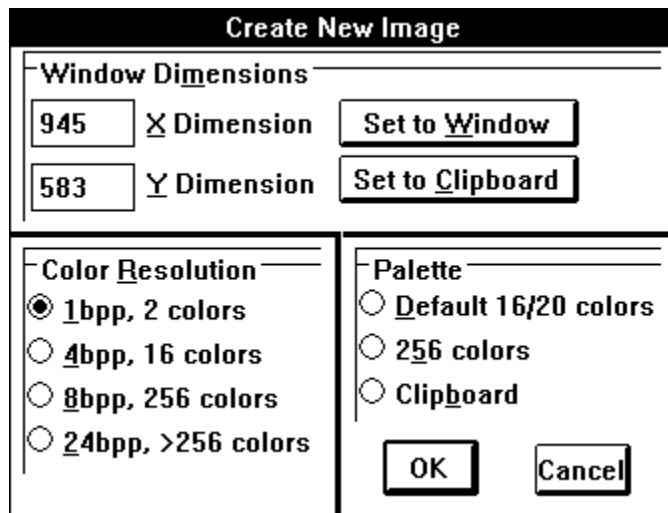 Create New Image
Window Dimensions
945 X Dimension Set to Window
583 Y Dimension Set to Clipboard
Color Resolution
1bpp, 2 colors
4bpp, 16 colors
8bpp, 256 colors
24bpp, >256 colors
Palette
Default 16/20 colors
256 colors
Clipboard
OK Cancel